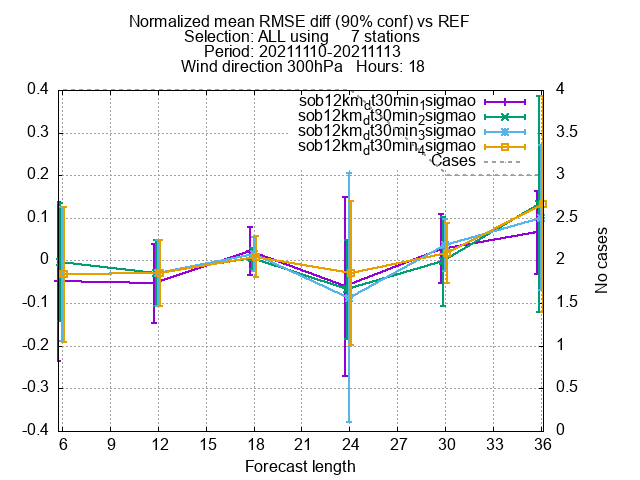 Normalized mean RMSE diff (90% conf) vs REF
Selection: ALL using 7 stations
Period: 20211110-20211113
Wind direction 300hPa Hours: 18
sob12km_dt30min_1sigmao
sob12km_dt30min_2sigmao
sob12km_dt30min_3sigmao
sob12km_dt30min_4sigmao
Cases
0.4
0.3
0.2
0.1
0
-0.1
-0.2
-0.3
-0.4
4
3.5
3
2.5
2
1.5
1
0.5
0
No cases
6 9 12 15 18 21 24 27 30 33 36
Forecast length